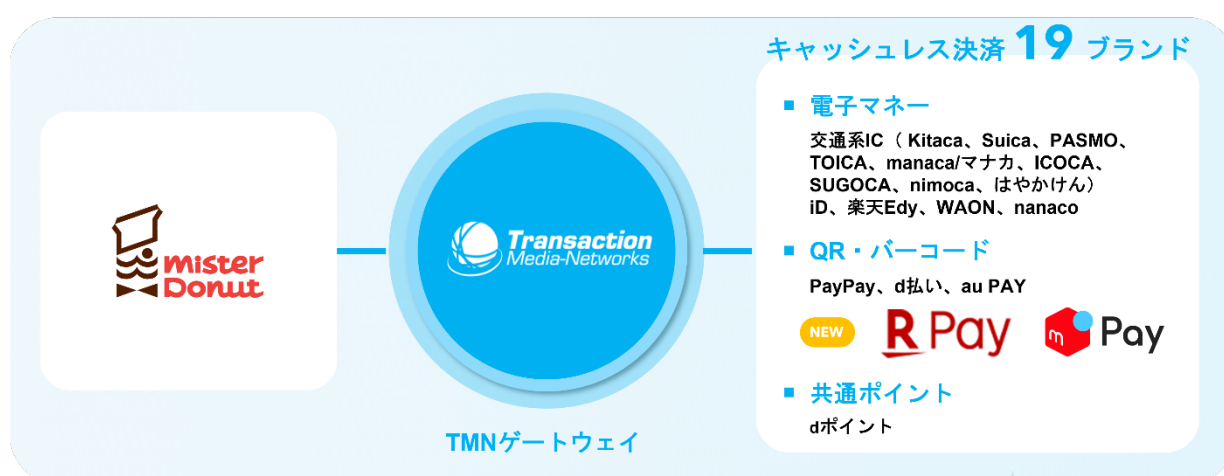 キャッシュレス決済 19 ブランド
■ 電子マネー
交通系IC（ Kitaca、Suica、PASMO、
TOICA、manaca/マナカ、ICOCA、
SUGOCA、nimoca、はやかけん）
iD、楽天Edy、WAON、nanaco
■ QR・バーコード
PayPay、d払い、au PAY
NEW R Pay m Pay
■ 共通ポイント
dポイント
mister
Donut
Transaction
Media-Networks
TMNゲートウェイ